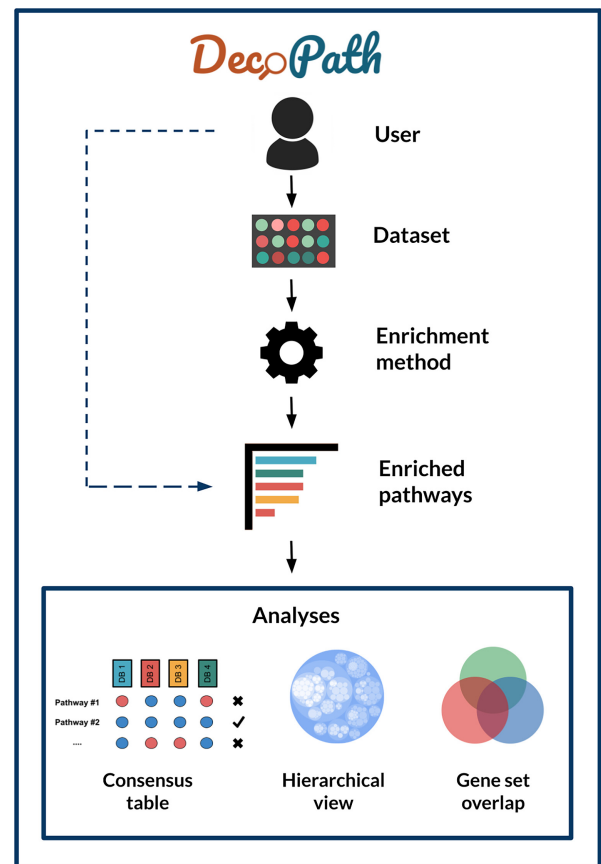 DecoPath
User
Dataset
Enrichment
method
Enriched
pathways
Analyses
DB 1
DB 2
DB 3
DB 4
Pathway #1
Pathway #2
....
Consensus
table
Hierarchical
view
Gene set
overlap